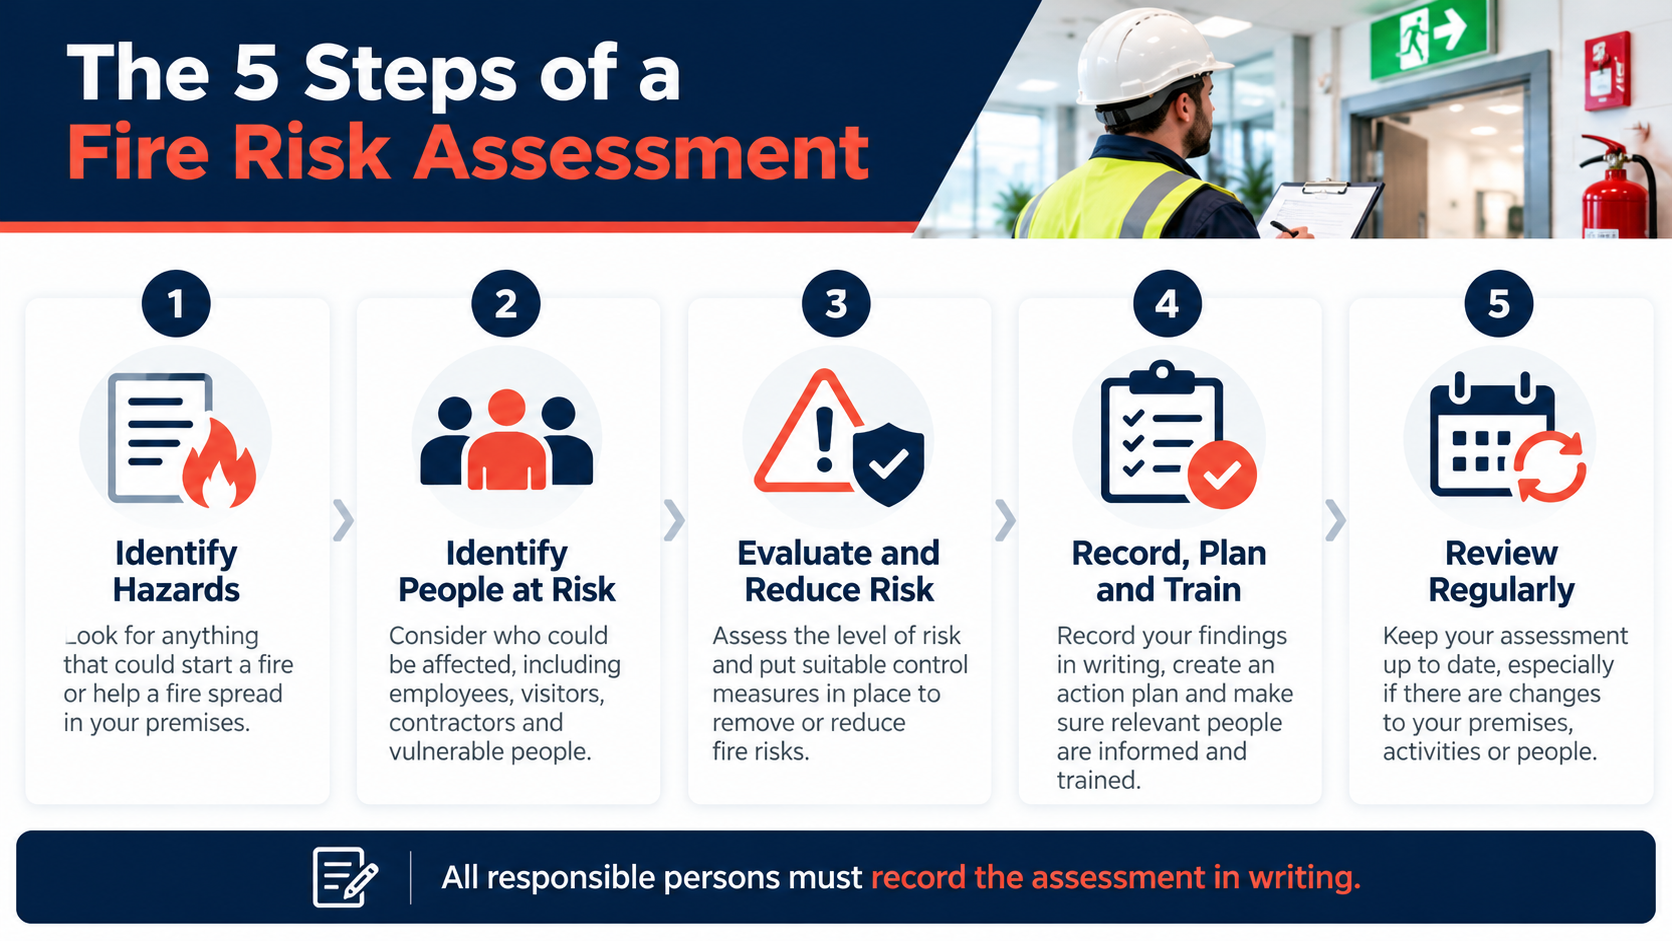 The 5 Steps of a
Fire Risk Assessment
1
Identify
Hazards
Look for anything
that could start a fire
or help a fire spread
in your premises.
2
Identify
People at Risk
Consider who could
be affected, including
employees, visitors,
contractors and
vulnerable people.
3
Evaluate and
Reduce Risk
Assess the level of risk
and put suitable control
measures in place to
remove or reduce
fire risks.
4
Record, Plan
and Train
Record your findings
in writing, create an
action plan and make
sure relevant people
are informed and
trained.
5
Review
Regularly
Keep your assessment
up to date, especially
if there are changes
to your premises,
activities or people.
All responsible persons must record the assessment in writing.